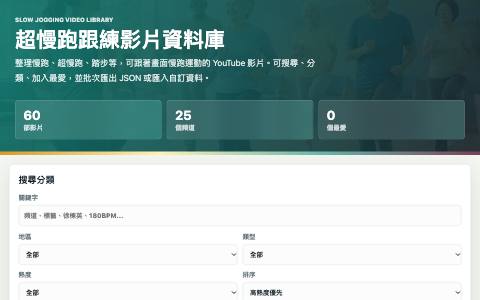 SLOW JOGGING VIDEO LIBRARY
超慢跑跟練影片資料庫
整理慢跑、超慢跑、踏步等，可跟著畫面慢跑運動的 YouTube 影片。可搜尋、分
類、加入最愛，並批次匯出 JSON 或匯入自訂資料。
60 25 0
部影片 個頻道 個最愛
搜尋分類
關鍵字
頻道、標籤、徐棟英、180BPM...
地區 類型
全部 全部
熱度 排序
全部 高熱度優先